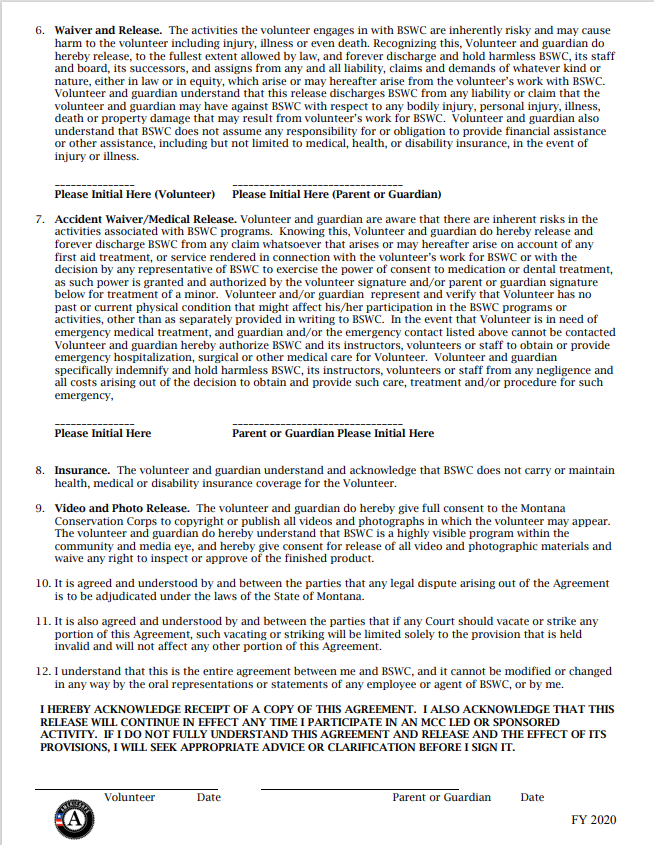 6. Waiver and Release. The activities the volunteer engages in with BSWC are inherently risky and may cause
harm to the volunteer including injury, illness or even death. Recognizing this, Volunteer and guardian do
hereby release, to the fullest extent allowed by law, and forever discharge and hold harmless BSWC, its staff
and board, its successors, and assigns from any and all liability, claims and demands of whatever kind or
nature, either in law or in equity, which arise or may hereafter arise from the volunteer's work with BSWC.
Volunteer and guardian understand that this release discharges BSWC from any liability or claim that the
volunteer and guardian may have against BSWC with respect to any bodily injury, personal injury, illness,
death or property damage that may result from volunteer's work for BSWC. Volunteer and guardian also
understand that BSWC does not assume any responsibility for or obligation to provide financial assistance
or other assistance, including but not limited to medical, health, or disability insurance, in the event of
injury or illness.
_______________ ________________________________
Please Initial Here (Volunteer) Please Initial Here (Parent or Guardian)
7. Accident Waiver/Medical Release. Volunteer and guardian are aware that there are inherent risks in the
activities associated with BSWC programs. Knowing this, Volunteer and guardian do hereby release and
forever discharge BSWC from any claim whatsoever that arises or may hereafter arise on account of any
first aid treatment, or service rendered in connection with the volunteer's work for BSWC or with the
decision by any representative of BSWC to exercise the power of consent to medication or dental treatment,
as such power is granted and authorized by the volunteer signature and/or parent or guardian signature
below for treatment of a minor. Volunteer and/or guardian represent and verify that Volunteer has no
past or current physical condition that might affect his/her participation in the BSWC programs or
activities, other than as separately provided in writing to BSWC. In the event that Volunteer is in need of
emergency medical treatment, and guardian and/or the emergency contact listed above cannot be contacted
Volunteer and guardian hereby authorize BSWC and its instructors, volunteers or staff to obtain or provide
emergency hospitalization, surgical or other medical care for Volunteer. Volunteer and guardian
specifically indemnify and hold harmless BSWC, its instructors, volunteers or staff from any negligence and
all costs arising out of the decision to obtain and provide such care, treatment and/or procedure for such
emergency,
_______________ ________________________________
Please Initial Here Parent or Guardian Please Initial Here
8. Insurance. The volunteer and guardian understand and acknowledge that BSWC does not carry or maintain
health, medical or disability insurance coverage for the Volunteer.
9. Video and Photo Release. The volunteer and guardian do hereby give full consent to the Montana
Conservation Corps to copyright or publish all videos and photographs in which the volunteer may appear.
The volunteer and guardian do hereby understand that BSWC is a highly visible program within the
community and media eye, and hereby give consent for release of all video and photographic materials and
waive any right to inspect or approve of the finished product.
10. It is agreed and understood by and between the parties that any legal dispute arising out of the Agreement
is to be adjudicated under the laws of the State of Montana.
11. It is also agreed and understood by and between the parties that if any Court should vacate or strike any
portion of this Agreement, such vacating or striking will be limited solely to the provision that is held
invalid and will not affect any other portion of this Agreement.
12. I understand that this is the entire agreement between me and BSWC, and it cannot be modified or changed
in any way by the oral representations or statements of any employee or agent of BSWC, or by me.
I HEREBY ACKNOWLEDGE RECEIPT OF A COPY OF THIS AGREEMENT. I ALSO ACKNOWLEDGE THAT THIS
RELEASE WILL CONTINUE IN EFFECT ANY TIME I PARTICIPATE IN AN MCC LED OR SPONSORED
ACTIVITY. IF I DO NOT FULLY UNDERSTAND THIS AGREEMENT AND RELEASE AND THE EFFECT OF ITS
PROVISIONS, I WILL SEEK APPROPRIATE ADVICE OR CLARIFICATION BEFORE I SIGN IT.
Volunteer Date Parent or Guardian Date
AMERICORPS
A
FY 2020